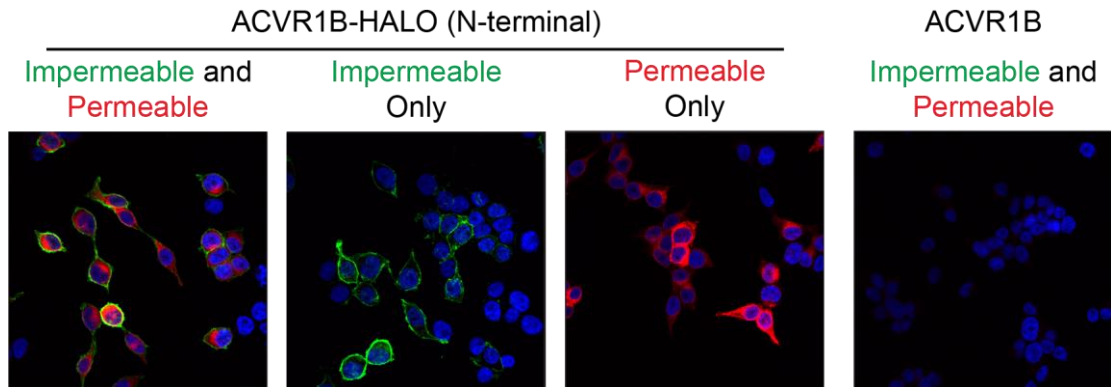 ACVR1B-HALO (N-terminal)
ACVR1B
Impermeable and
Permeable
Impermeable
Only
Permeable
Only
Impermeable and
Permeable